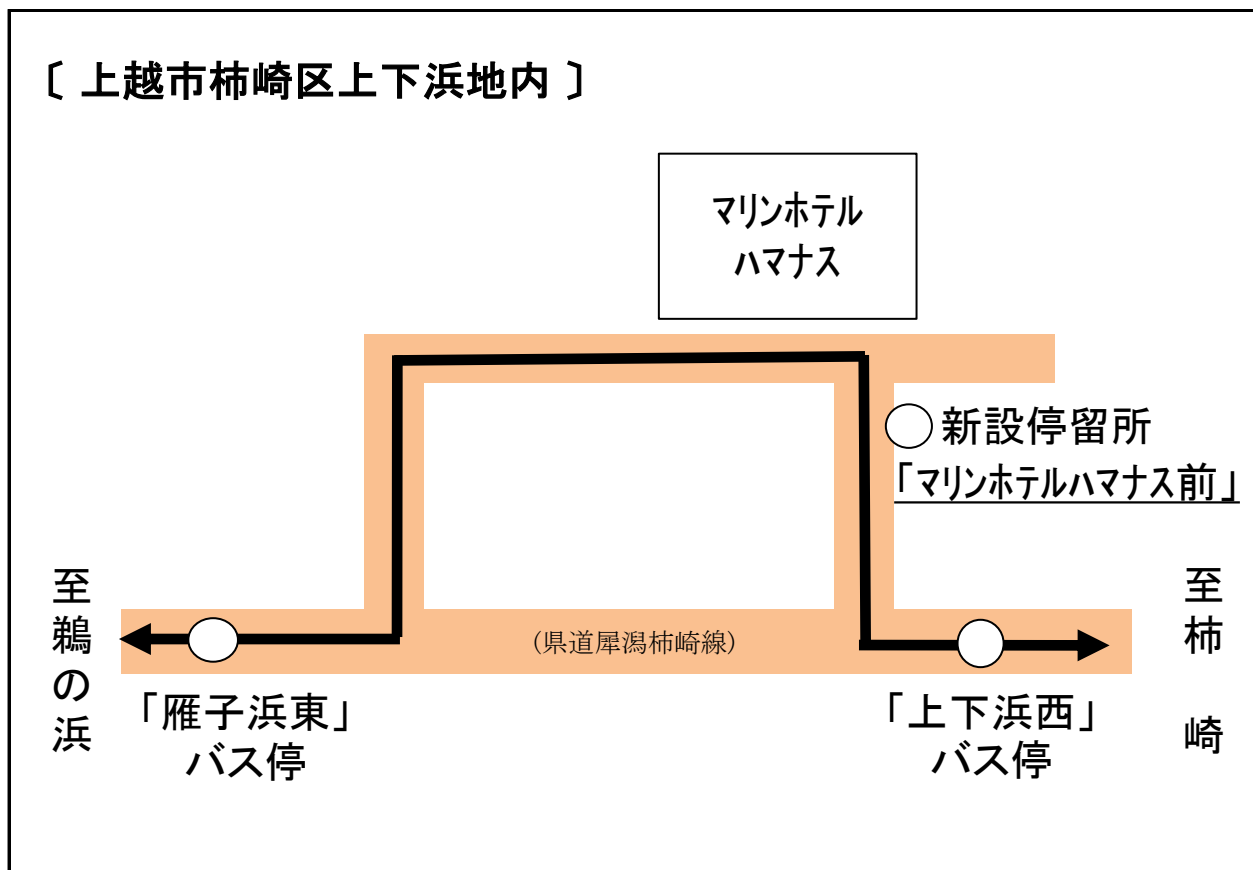 〔 上越市柿崎区上下浜地内 〕
マリンホテル
ハマナス
新設停留所
「マリンホテルハマナス前」
至鵜の浜
(県道犀潟柿崎線)
至柿崎
「雁子浜東」
バス停
「上下浜西」
バス停